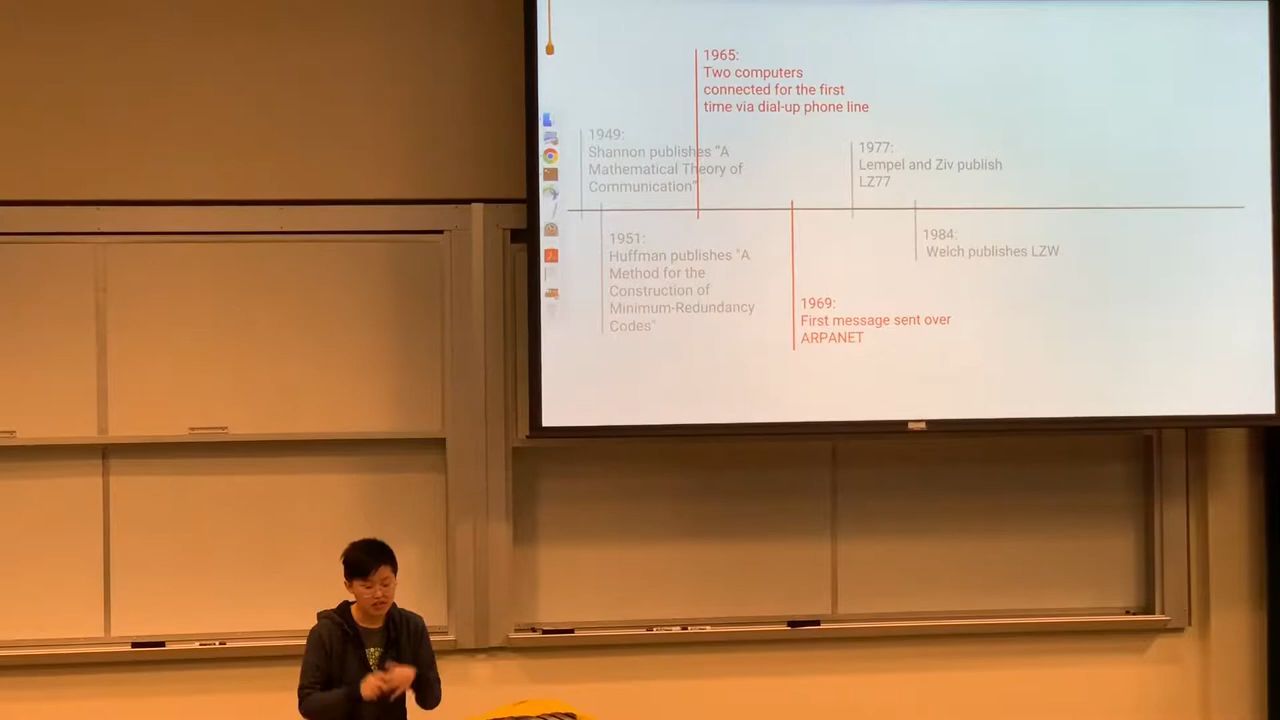 1965:
Two computers
connected for the first
time via dial-up phone line
1949:
Shannon publishes "A
Mathematical Theory of
Communication"
1977:
Lempel and Ziv publish
LZ77
1951:
Huffman publishes "A
Method for the
Construction of
Minimum-Redundancy
Codes"
1984:
Welch publishes LZW
1969:
First message sent over
ARPANET